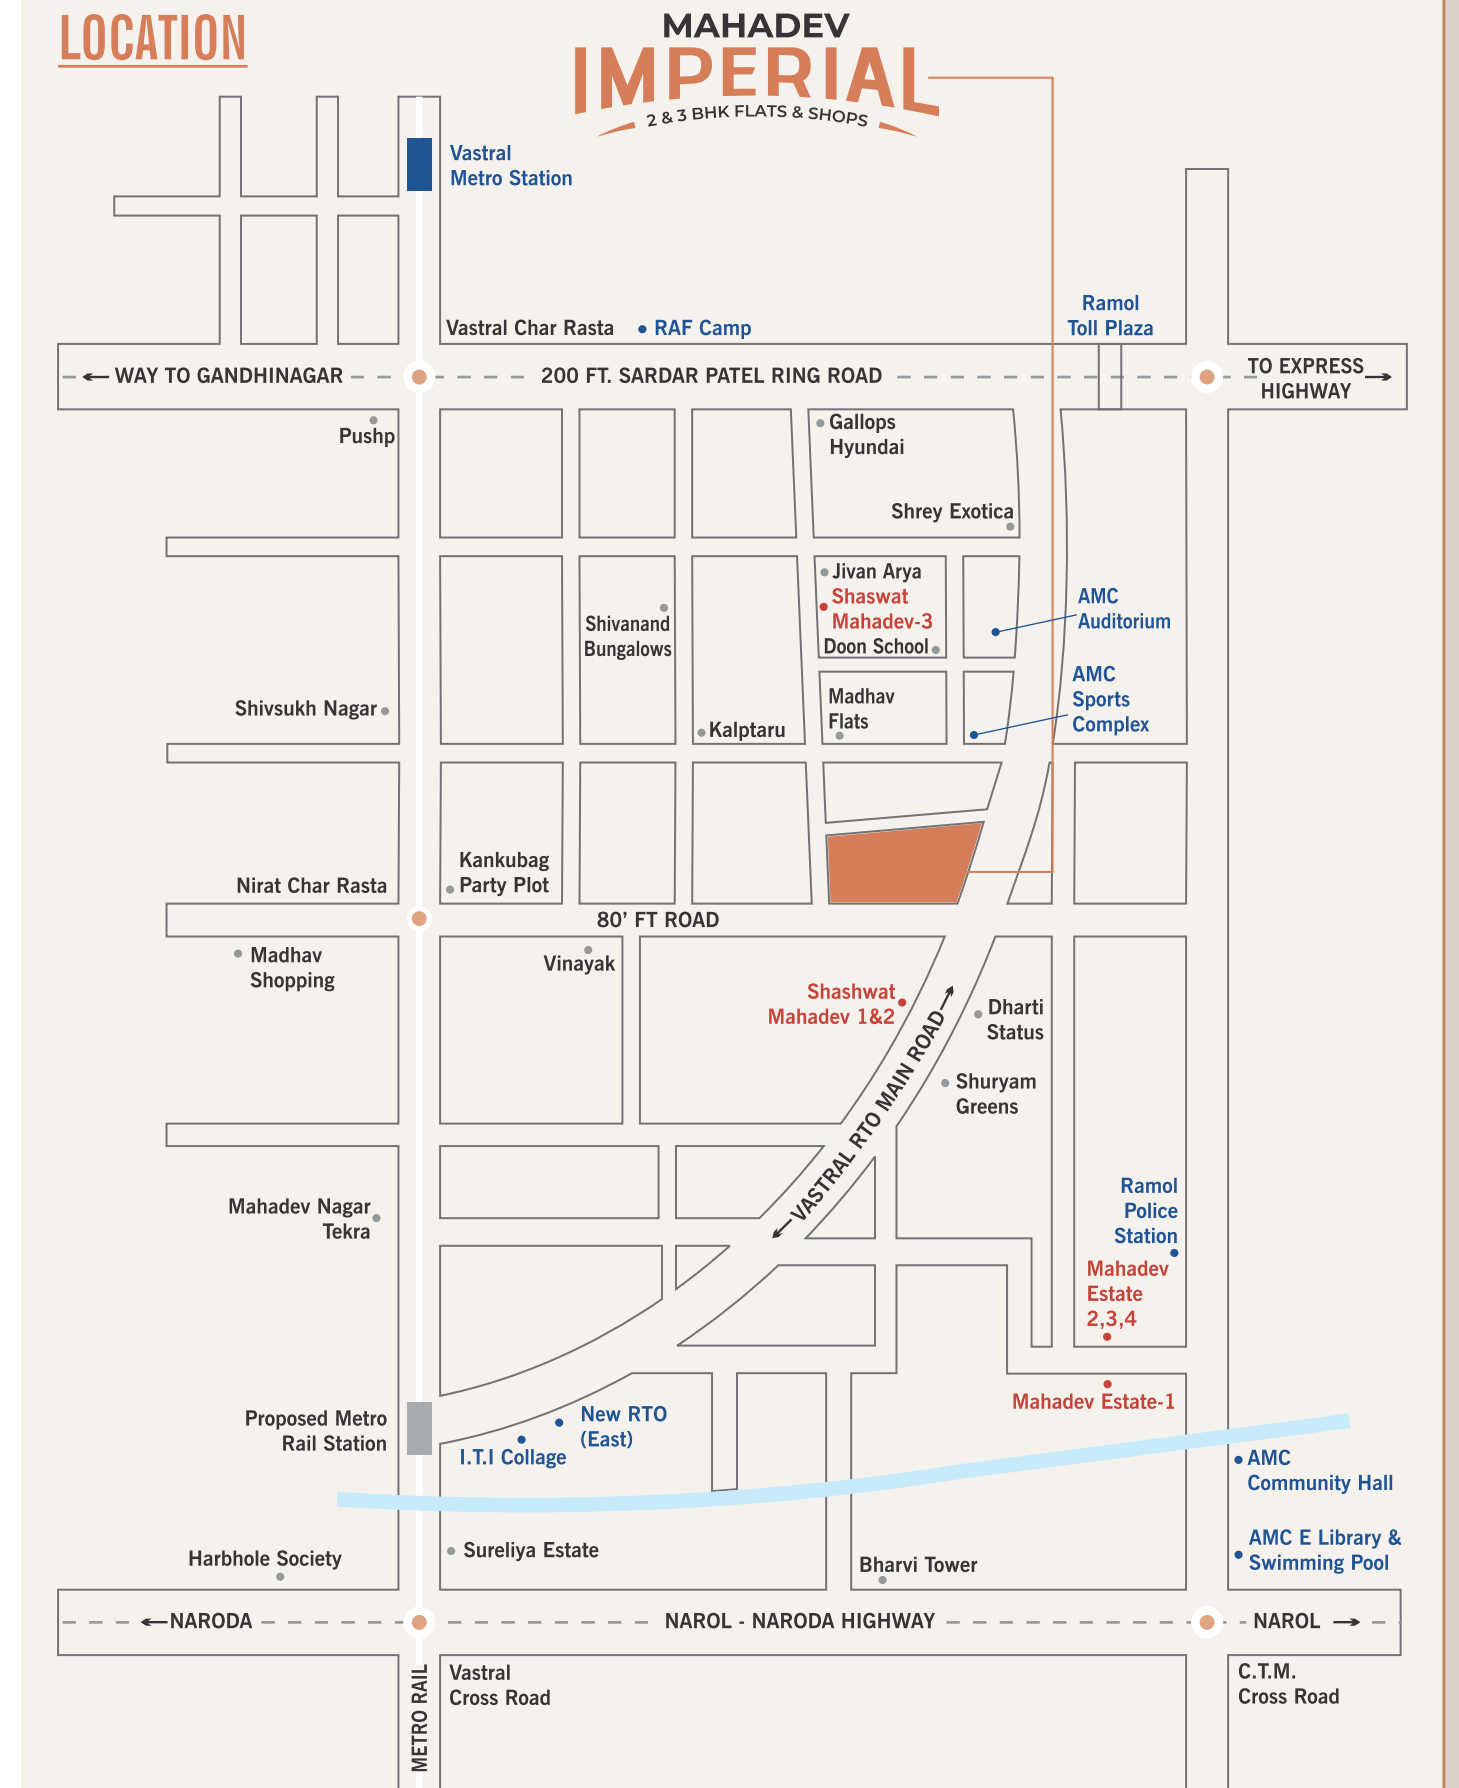 LOCATION
MAHADEV
IMPERIAL
2 & 3 BHK FLATS & SHOPS
Vastral
Metro Station
Vastral Char Rasta
RAF Camp
Ramol
Toll Plaza
WAY TO GANDHINAGAR
200 FT. SARDAR PATEL RING ROAD
TO EXPRESS
HIGHWAY
Pushp
Gallops
Hyundai
Shrey Exotica
Jivan Arya
Shaswat
Mahadev-3
Doon School
AMC
Auditorium
Shivanand
Bungalows
AMC
Sports
Complex
Madhav
Flats
Shivsukh Nagar
Kalptaru
Kankubag
Party Plot
Nirat Char Rasta
80’ FT ROAD
Madhav
Shopping
Vinayak
Shashwat
Mahadev 1&2
Dharti
Status
VASTRAL RTO MAIN ROAD
Shuryam
Greens
Mahadev Nagar
Tekra
Ramol
Police
Station
Mahadev
Estate
2,3,4
Mahadev Estate-1
Proposed Metro
Rail Station
New RTO
(East)
I.T.I Collage
AMC
Community Hall
Sureliya Estate
Harbhole Society
Bharvi Tower
AMC E Library &
Swimming Pool
NARODA
NAROL - NARODA HIGHWAY
NAROL
METRO RAIL
Vastral
Cross Road
C.T.M.
Cross Road